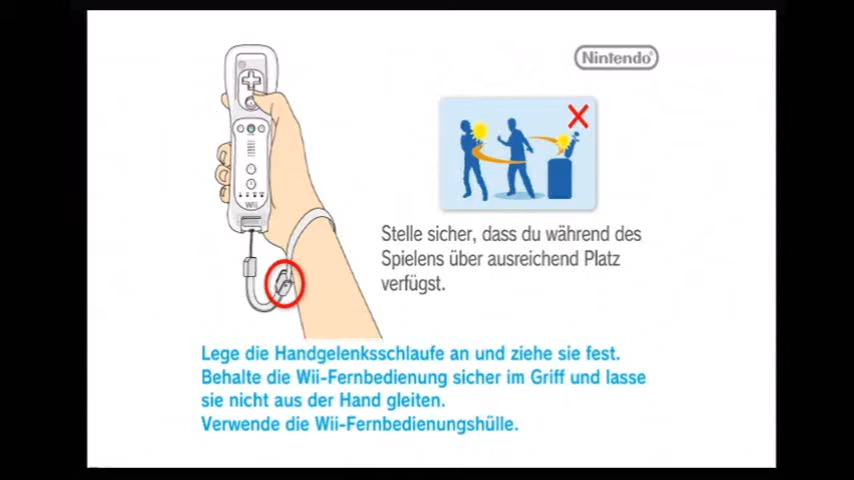 Nintendo®
Stelle sicher, dass du während des
Spielens über ausreichend Platz
verfügst.
Wii
Lege die Handgelenksschlaufe an und ziehe sie fest.
Behalte die Wii-Fernbedienung sicher im Griff und lasse
sie nicht aus der Hand gleiten.
Verwende die Wii-Fernbedienungshülle.